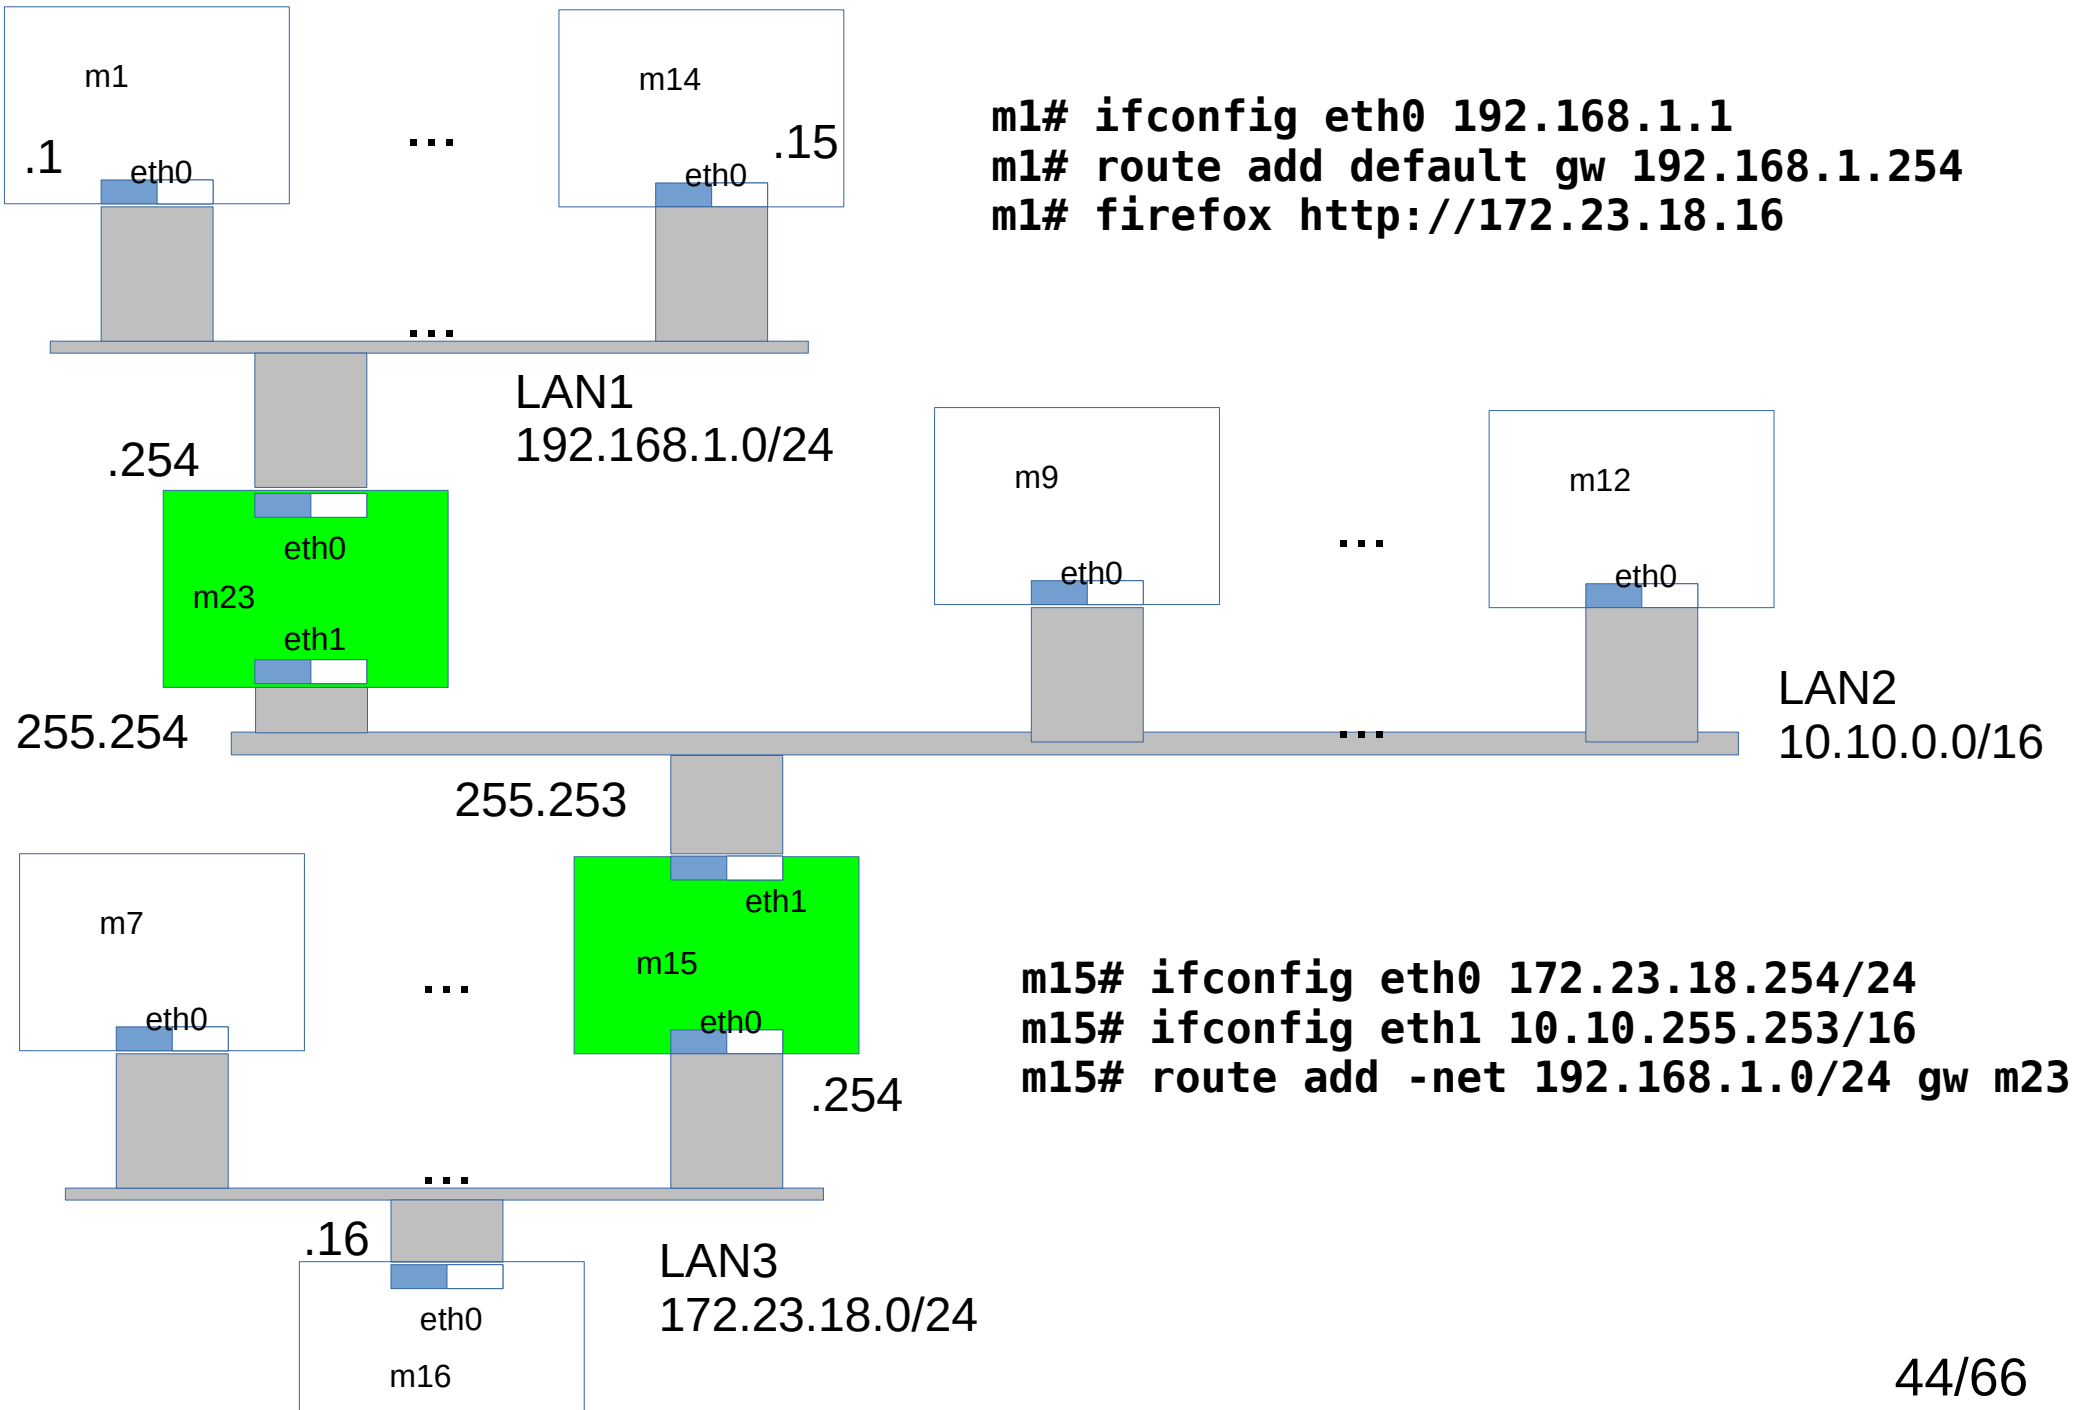 m1
.1
eth0
...
m14
.15
eth0
m1# ifconfig eth0 192.168.1.1
m1# route add default gw 192.168.1.254
m1# firefox http://172.23.18.16
...
LAN1
192.168.1.0/24
.254
eth0
m23
eth1
255.254
m9
eth0
...
m12
eth0
...
LAN2
10.10.0.0/16
255.253
m7
eth0
...
eth1
m15
eth0
.254
m15# ifconfig eth0 172.23.18.254/24
m15# ifconfig eth1 10.10.255.253/16
m15# route add -net 192.168.1.0/24 gw m23
...
.16
eth0
m16
LAN3
172.23.18.0/24
44/66